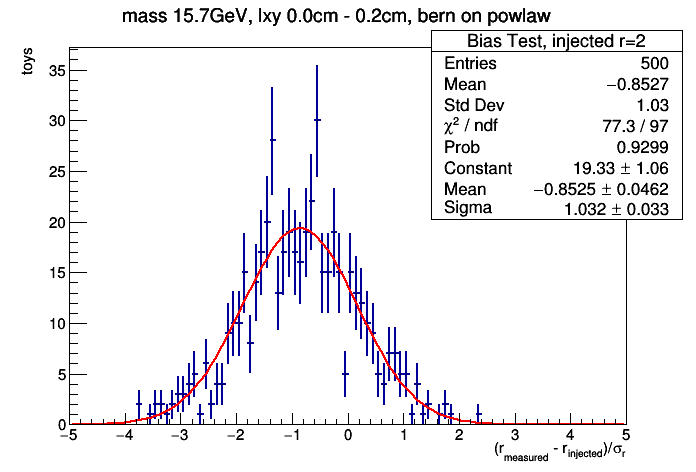 mass 15.7GeV, lxy 0.0cm - 0.2cm, bern on powlaw
Bias Test, injected r=2
Entries 500
Mean −0.8527
Std Dev 1.03
χ² / ndf 77.3 / 97
Prob 0.9299
Constant 19.33 ± 1.06
Mean −0.8525 ± 0.0462
Sigma 1.032 ± 0.033
toys
35
30
25
20
15
10
5
0
−5 −4 −3 −2 −1 0 1 2 3 4 5
(r_measured - r_injected)/σ_r